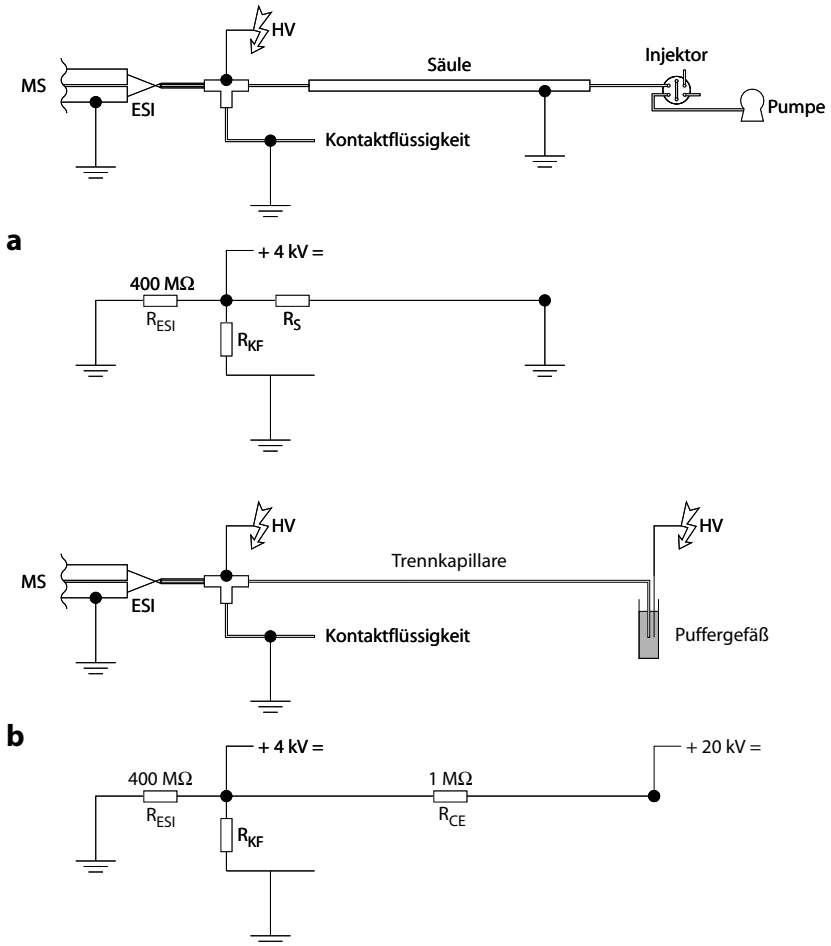 HV
Säule
Injektor
MS
ESI
Pumpe
Kontaktflüssigkeit
a
+ 4 kV =
400 MΩ
R_ESI
R_S
R_KF
HV
HV
Trennkapillare
MS
ESI
Kontaktflüssigkeit
Puffergefäß
b
+ 4 kV =
+ 20 kV =
400 MΩ
1 MΩ
R_ESI
R_CE
R_KF